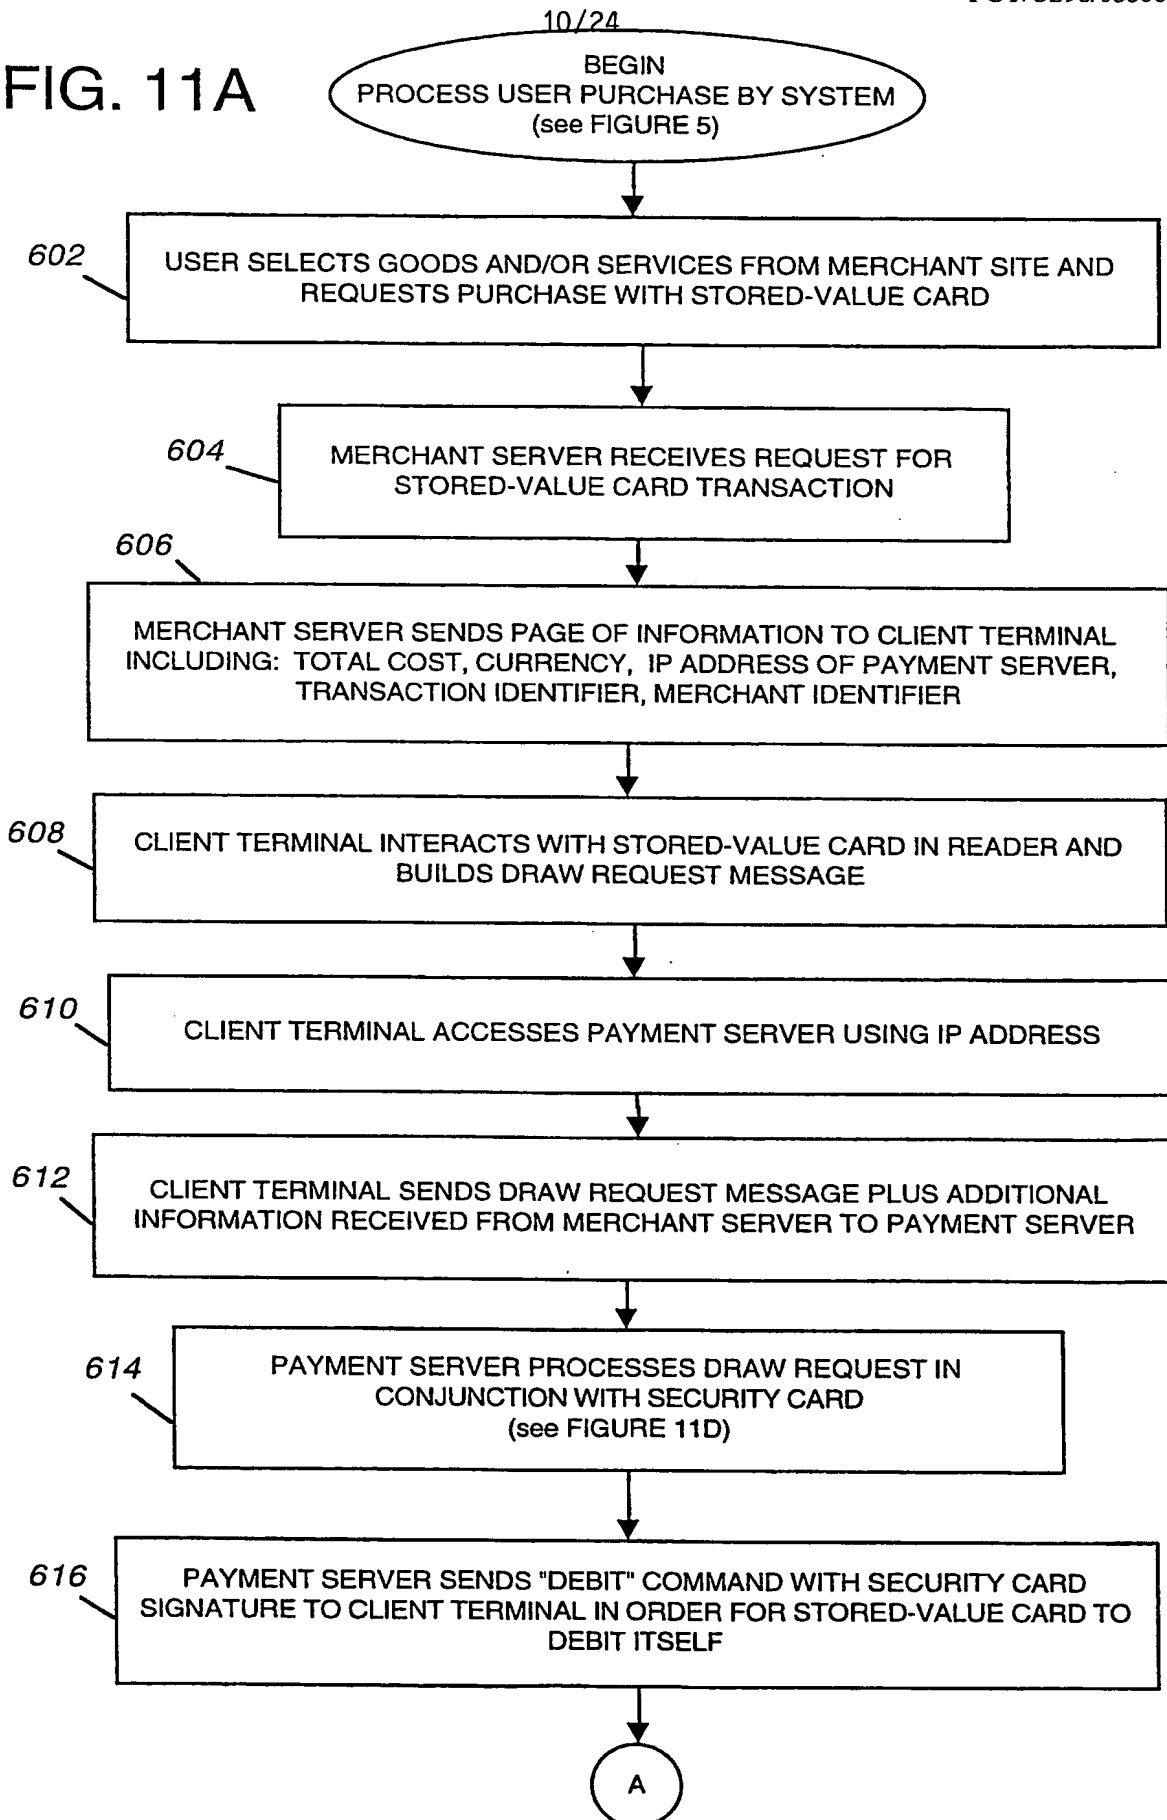 10/24
FIG. 11A
BEGIN
PROCESS USER PURCHASE BY SYSTEM
(see FIGURE 5)
602
USER SELECTS GOODS AND/OR SERVICES FROM MERCHANT SITE AND
REQUESTS PURCHASE WITH STORED-VALUE CARD
604
MERCHANT SERVER RECEIVES REQUEST FOR
STORED-VALUE CARD TRANSACTION
606
MERCHANT SERVER SENDS PAGE OF INFORMATION TO CLIENT TERMINAL
INCLUDING: TOTAL COST, CURRENCY, IP ADDRESS OF PAYMENT SERVER,
TRANSACTION IDENTIFIER, MERCHANT IDENTIFIER
608
CLIENT TERMINAL INTERACTS WITH STORED-VALUE CARD IN READER AND
BUILDS DRAW REQUEST MESSAGE
610
CLIENT TERMINAL ACCESSES PAYMENT SERVER USING IP ADDRESS
612
CLIENT TERMINAL SENDS DRAW REQUEST MESSAGE PLUS ADDITIONAL
INFORMATION RECEIVED FROM MERCHANT SERVER TO PAYMENT SERVER
614
PAYMENT SERVER PROCESSES DRAW REQUEST IN
CONJUNCTION WITH SECURITY CARD
(see FIGURE 11D)
616
PAYMENT SERVER SENDS "DEBIT" COMMAND WITH SECURITY CARD
SIGNATURE TO CLIENT TERMINAL IN ORDER FOR STORED-VALUE CARD TO
DEBIT ITSELF
A